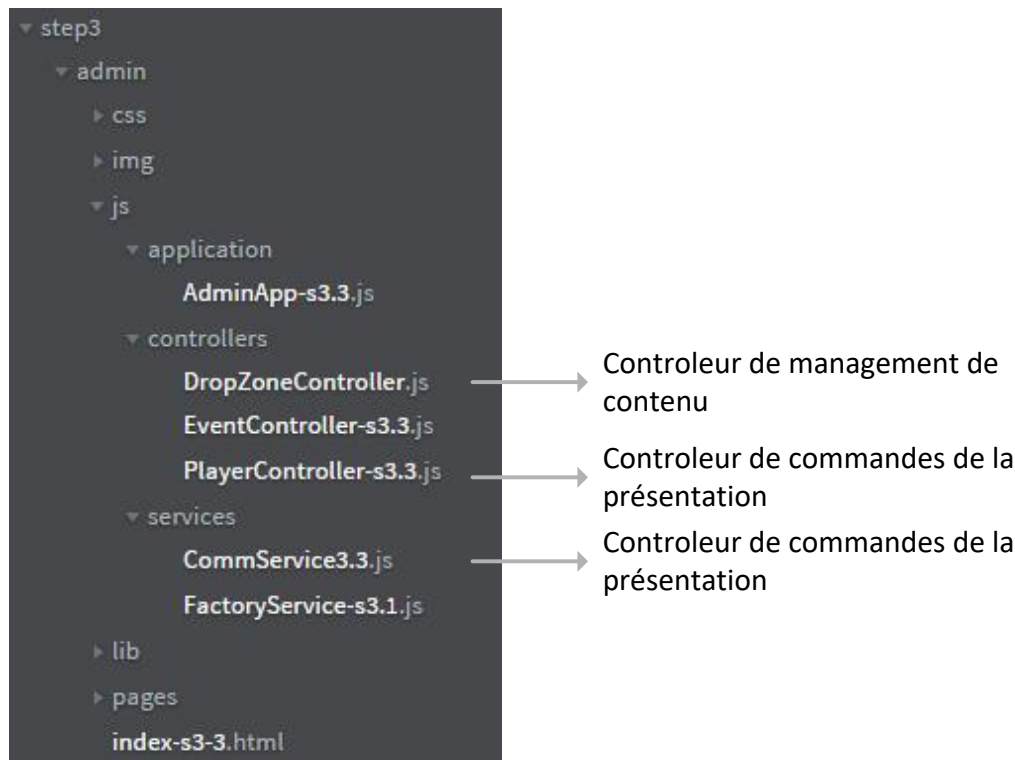 step3
admin
css
img
js
application
AdminApp-s3.3.js
controllers
DropZoneController.js
EventController-s3.3.js
PlayerController-s3.3.js
services
CommService3.3.js
FactoryService-s3.1.js
lib
pages
index-s3-3.html
Controleur de management de
contenu
Controleur de commandes de la
présentation
Controleur de commandes de la
présentation